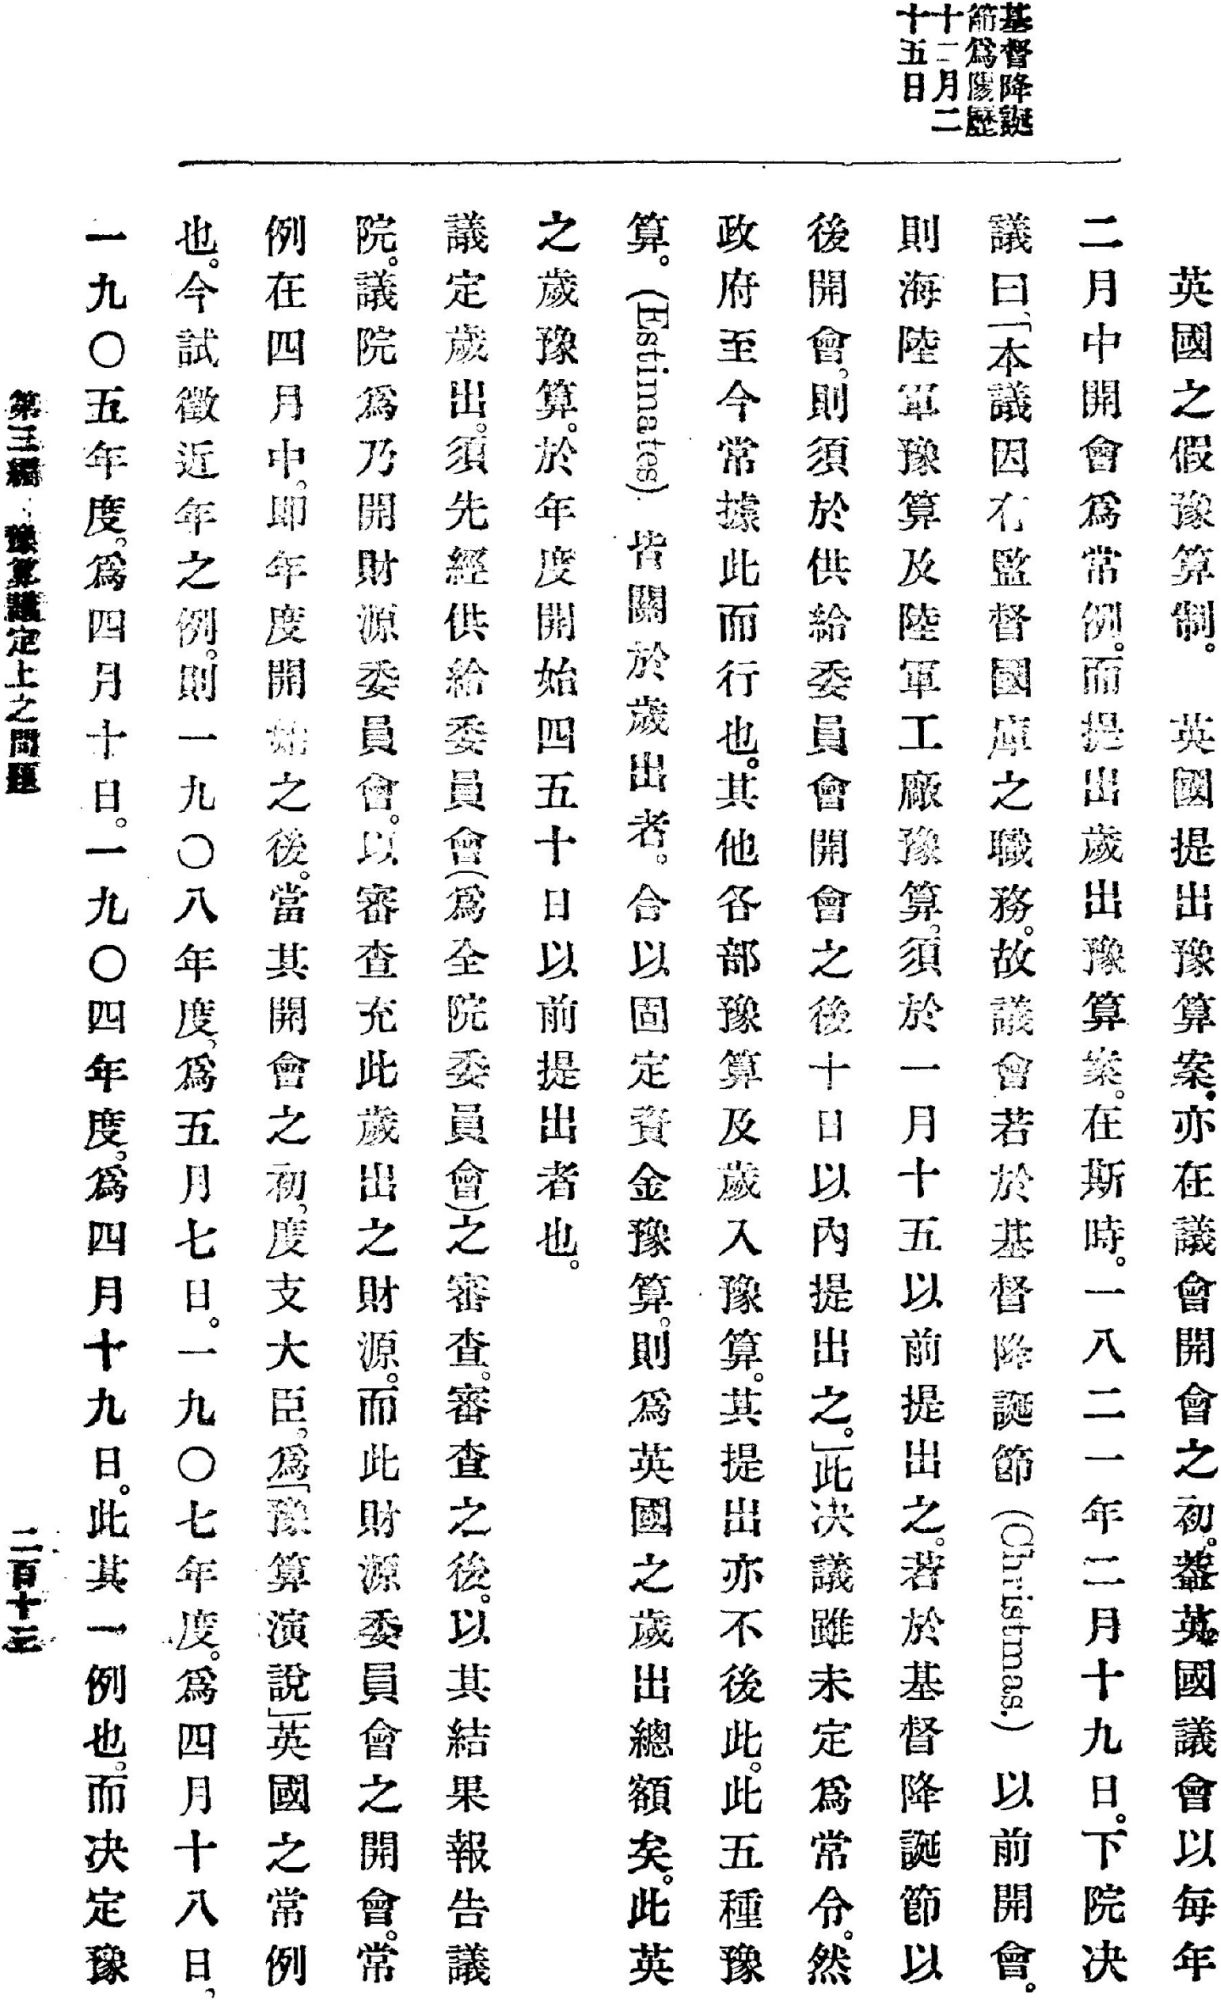 基督降誕
節爲陽歷
十二月二
十五日
英國之假豫算制。　英國提出豫算案、亦在議會開會之初。蓋英國議會以每年
二月中開會爲常例。而提出歲出豫算案。在斯時。一八二一年二月十九日。下院决
議曰、「本議因有監督國庫之職務。故議會若於基督降誕節（Christmas.）以前開會。
則海陸軍豫算及陸軍工廠豫算。須於一月十五以前提出之。若於基督降誕節以
後開會。則須於供給委員會開會之後十日以內提出之。」此决議雖未定爲常令。然
政府至今常據此而行也。其他各部豫算及歲入豫算。其提出亦不後此。此五種豫
算。（Estimates）皆關於歲出者。合以固定資金豫算。則爲英國之歲出總額矣。此英
之歲豫算。於年度開始四五十日以前提出者也。
議定歲出。須先經供給委員會（爲全院委員會）之審查。審查之後。以其結果報告議
院。議院爲乃開財源委員會。以審查充此歲出之財源。而此財源委員會之開會。常
例在四月中。即年度開始之後。當其開會之初。度支大臣。爲「豫算演說」英國之常例
也。今試徵近年之例。則一九〇八年度。爲五月七日。一九〇七年度。爲四月十八日、
一九〇五年度。爲四月十日。一九〇四年度。爲四月十九日。此其一例也。而决定豫
第三編　豫算議定上之問題
二百十三